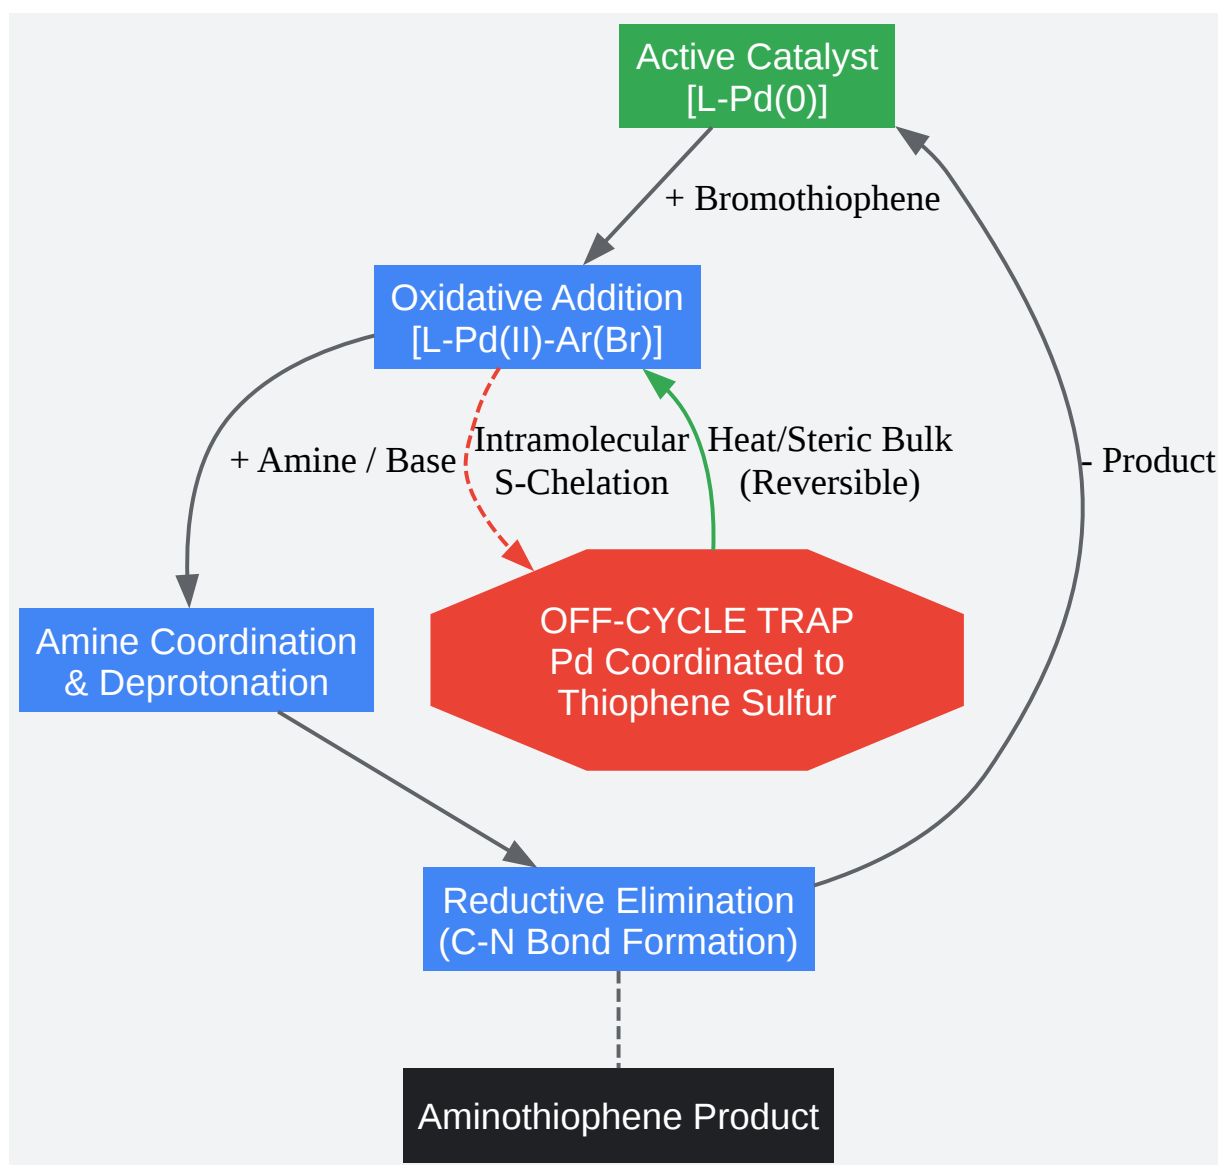 Active Catalyst
[L-Pd(0)]
+ Bromothiophene
Oxidative Addition
[L-Pd(II)-Ar(Br)]
+ Amine / Base
Intramolecular
S-Chelation
Heat/Steric Bulk
(Reversible)
- Product
Amine Coordination
& Deprotonation
OFF-CYCLE TRAP
Pd Coordinated to
Thiophene Sulfur
Reductive Elimination
(C-N Bond Formation)
Aminothiophene Product